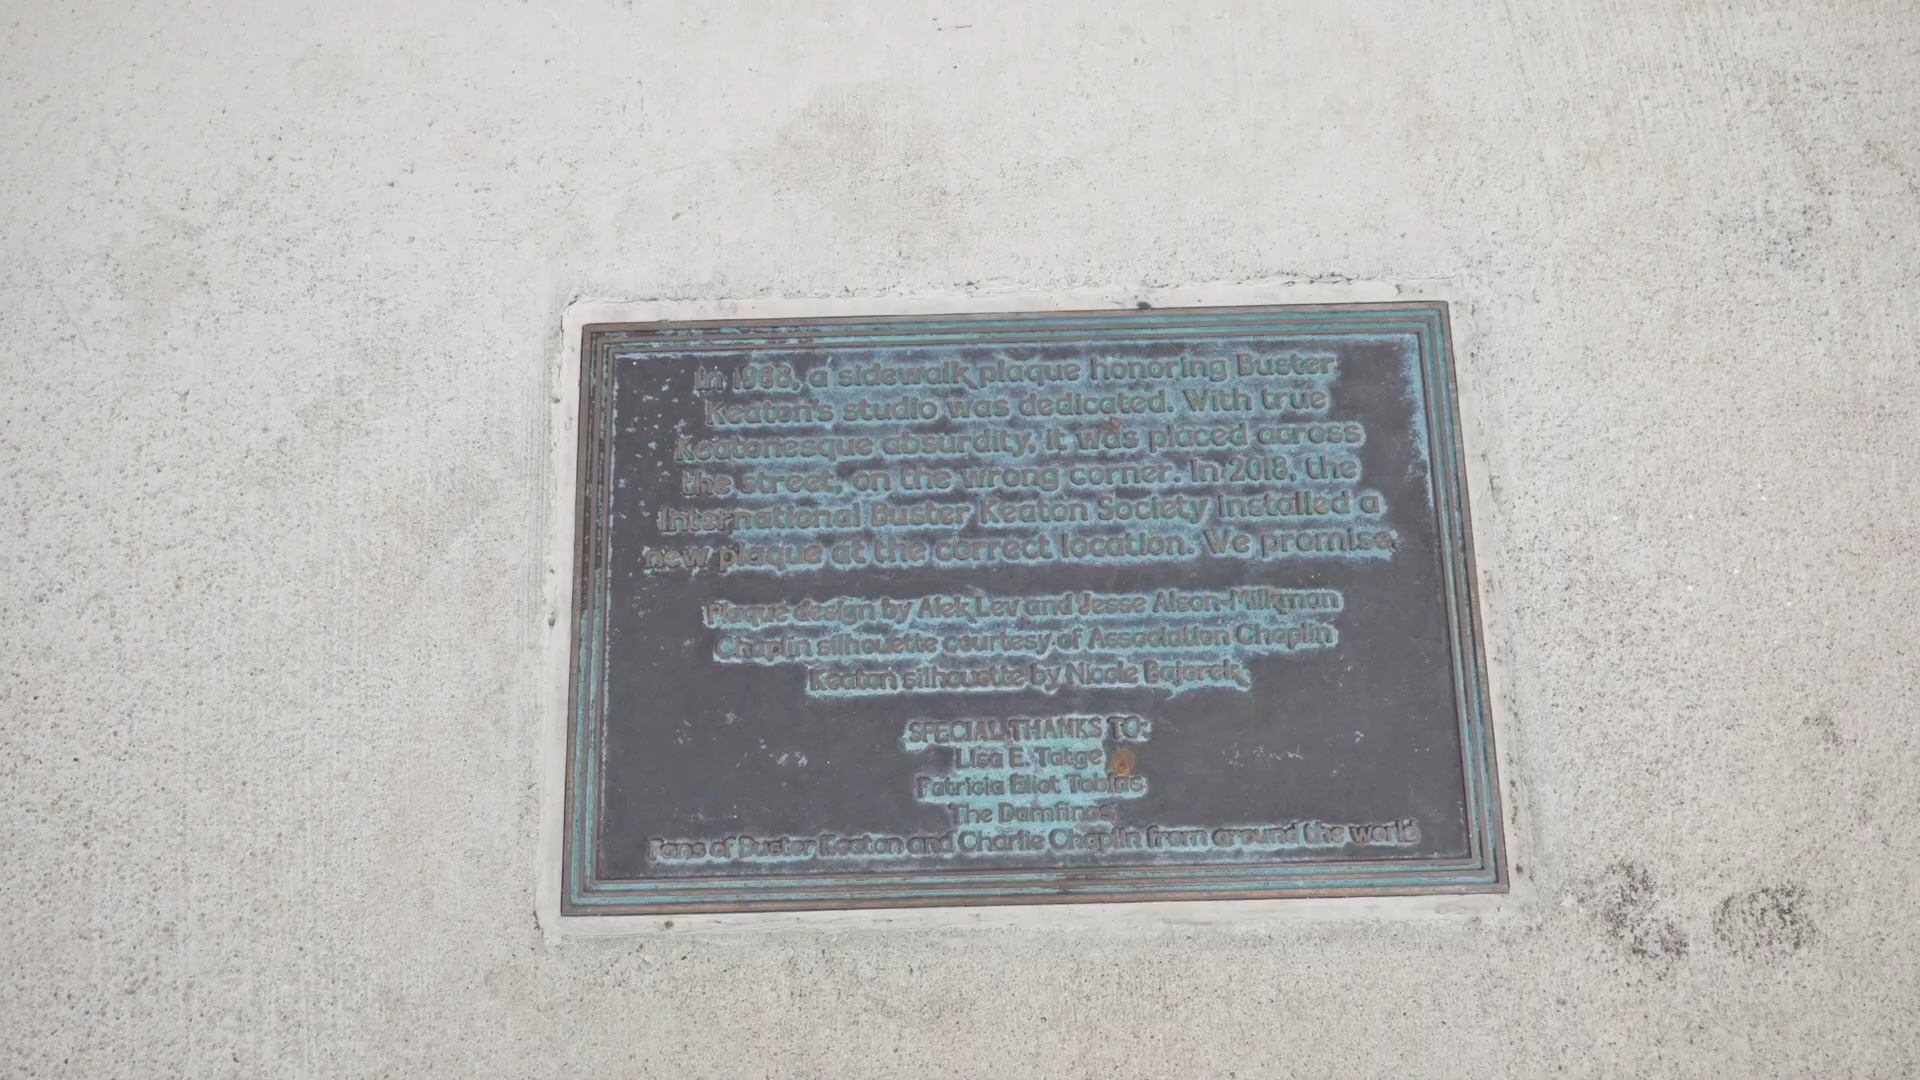 In 1988, a sidewalk plaque honoring Buster
Keaton's studio was dedicated. With true
Keatonesque absurdity, it was placed across
the street, on the wrong corner. In 2018, the
International Buster Keaton Society installed a
new plaque at the correct location. We promise.
Plaque design by Alek Lev and Jesse Alson-Milkman
Chaplin silhouette courtesy of Association Chaplin
Keaton silhouette by Nicole Bajorek
SPECIAL THANKS TO:
Lisa E. Tatge
Patricia Eliot Tobias
The Damfinos
Fans of Buster Keaton and Charlie Chaplin from around the world